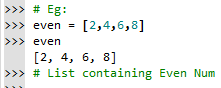 >>> # Eg:
>>> even = [2,4,6,8]
>>> even
[2, 4, 6, 8]
>>> # List containing Even Num